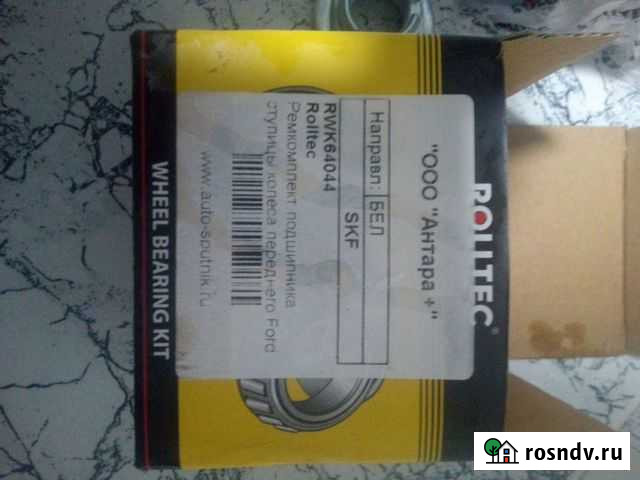 ROLLTEC®
"ООО "Антара +"
Направл: БЕЛ
SKF
RWK64044
Rolltec
Ремкомплект подшипника
ступицы колеса переднего Ford
www.auto-sputnik.ru
WHEEL BEARING KIT
rosndv.ru